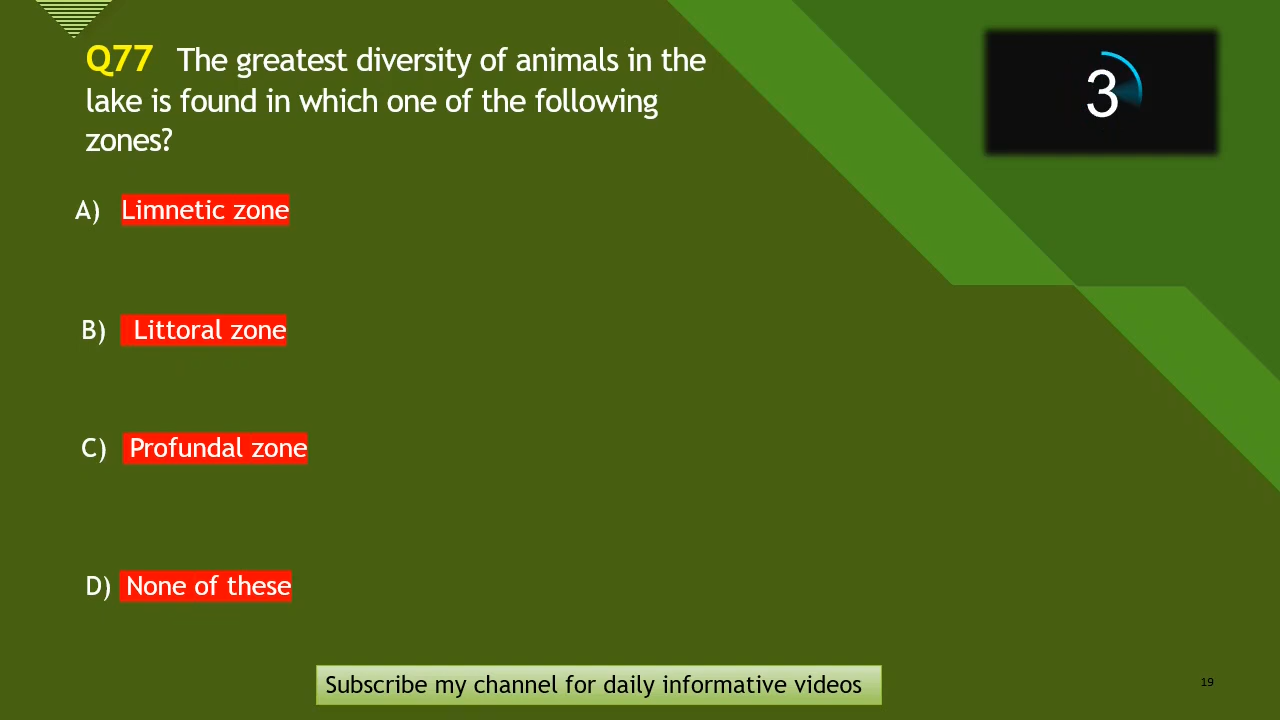 Q77 The greatest diversity of animals in the
lake is found in which one of the following
zones?
3
A) Limnetic zone
B) Littoral zone
C) Profundal zone
D) None of these
Subscribe my channel for daily informative videos
19